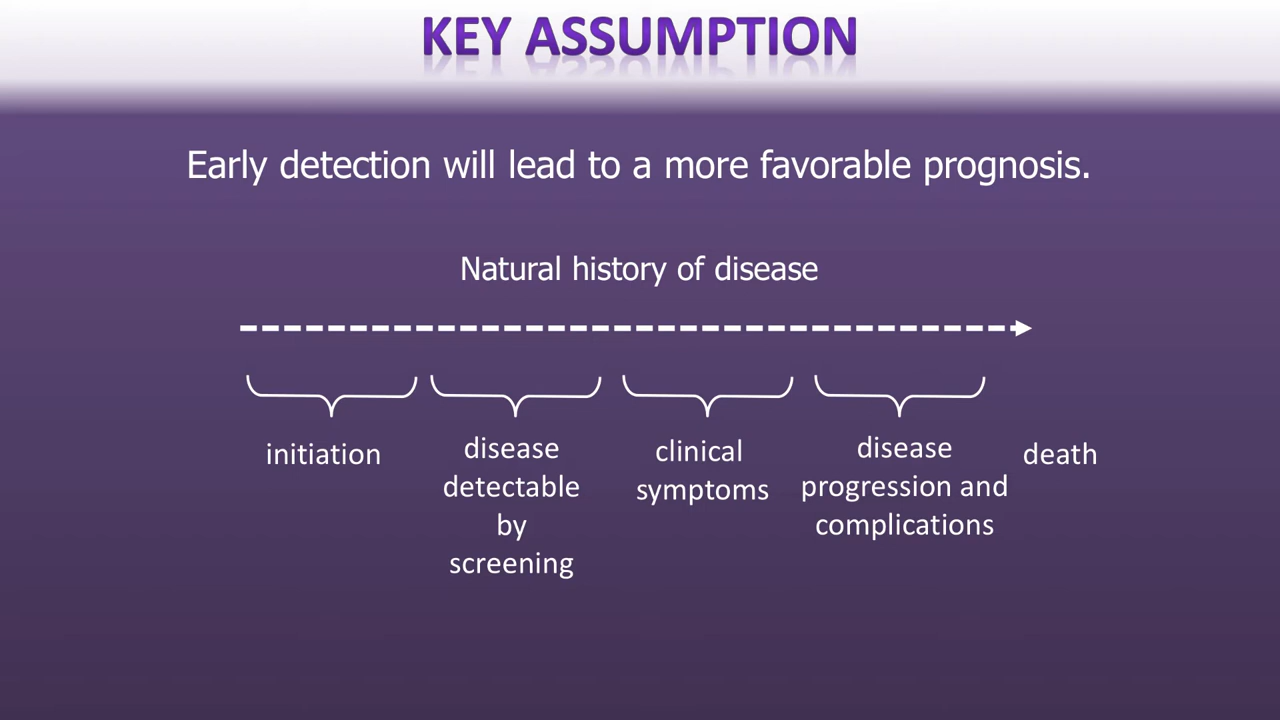 KEY ASSUMPTION
Early detection will lead to a more favorable prognosis.
Natural history of disease
initiation
disease
detectable
by
screening
clinical
symptoms
disease
progression and
complications
death